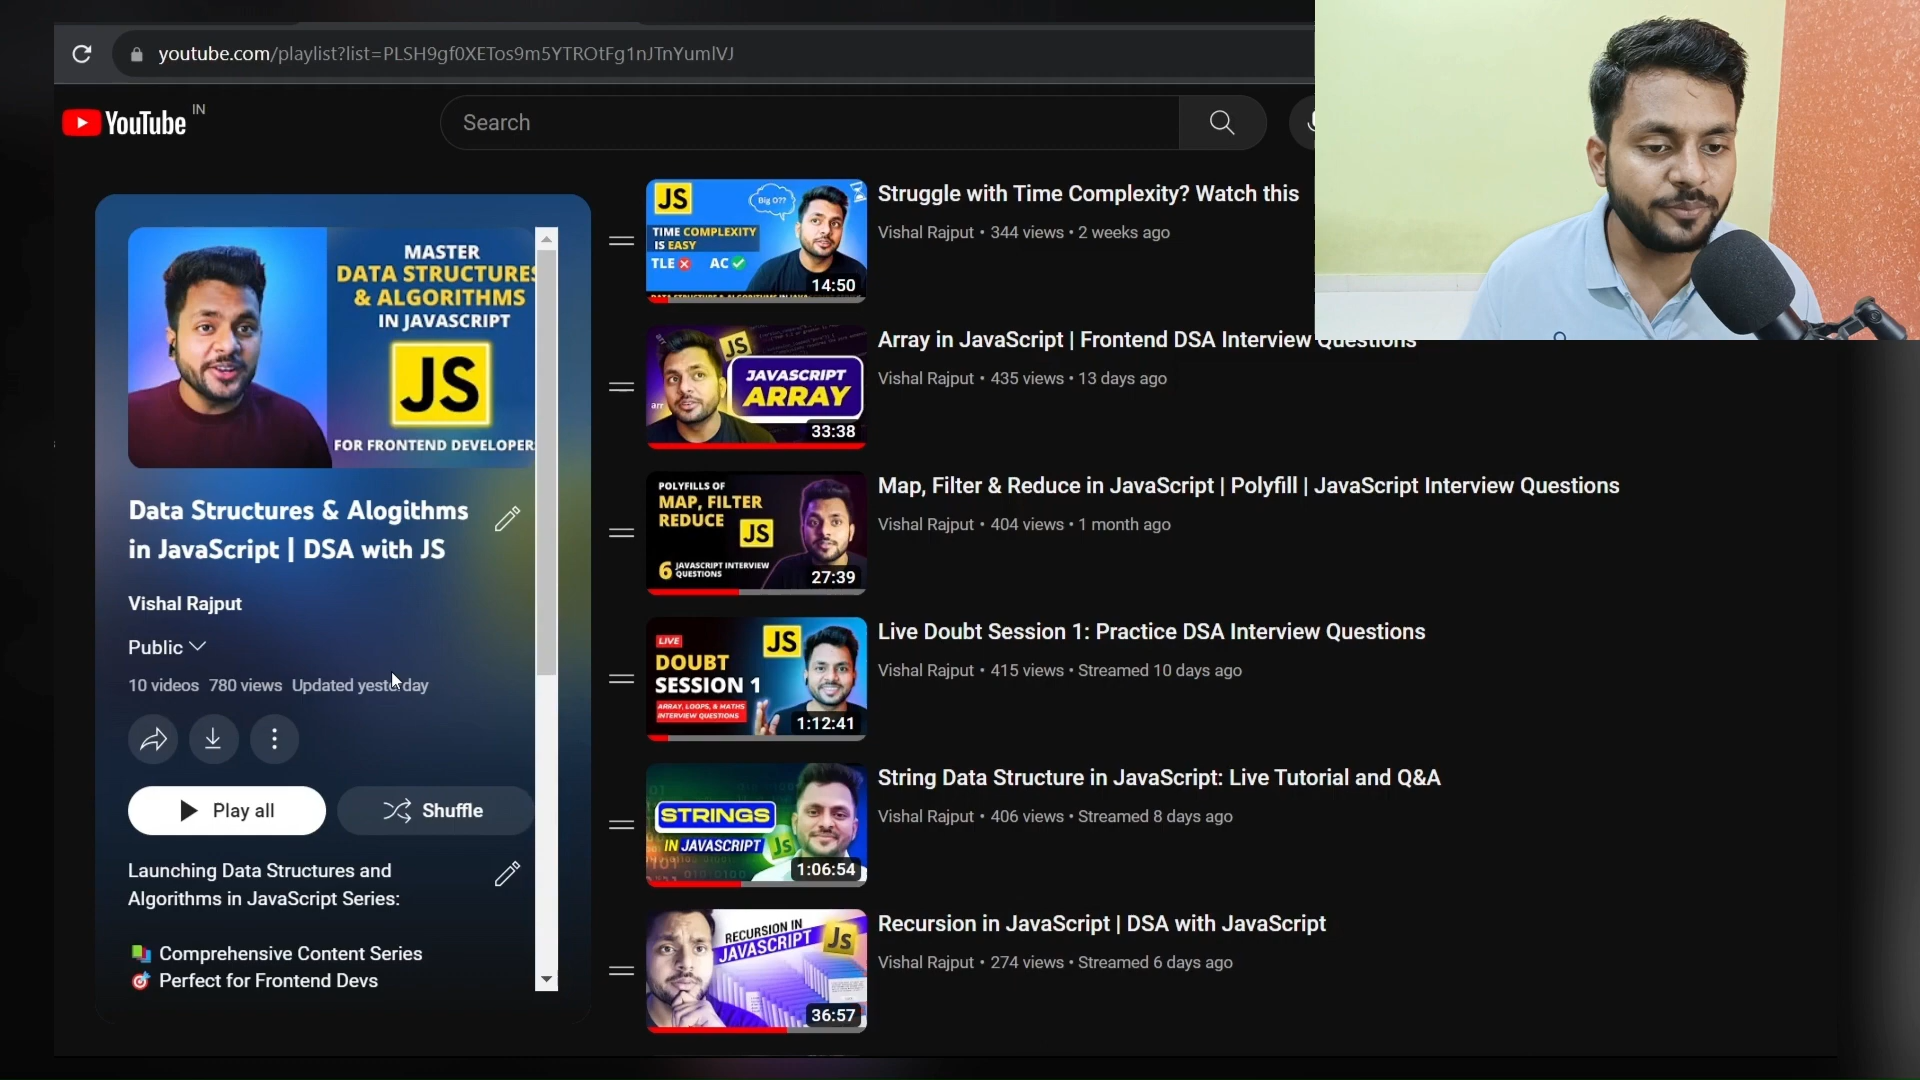 youtube.com/playlist?list=PLSH9gf0XETos9m5YTROtFg1nJTnYumlVJ
YouTube IN
Search
MASTER
DATA STRUCTURES
& ALGORITHMS
IN JAVASCRIPT
JS
FOR FRONTEND DEVELOPER
Data Structures & Alogithms
in JavaScript | DSA with JS
Vishal Rajput
Public
10 videos 780 views Updated yesterday
Play all
Shuffle
Launching Data Structures and
Algorithms in JavaScript Series:
Comprehensive Content Series
Perfect for Frontend Devs
JS
Big O??
TIME COMPLEXITY
IS EASY
TLE AC
14:50
Struggle with Time Complexity? Watch this
Vishal Rajput • 344 views • 2 weeks ago
JS
JAVASCRIPT
ARRAY
arr
33:38
Array in JavaScript | Frontend DSA Interview Questions
Vishal Rajput • 435 views • 13 days ago
POLYFILLS OF
MAP, FILTER
REDUCE
JS
6 JAVASCRIPT INTERVIEW
QUESTIONS
27:39
Map, Filter & Reduce in JavaScript | Polyfill | JavaScript Interview Questions
Vishal Rajput • 404 views • 1 month ago
LIVE
JS
DOUBT
SESSION 1
ARRAY, LOOPS, & MATHS
INTERVIEW QUESTIONS
1:12:41
Live Doubt Session 1: Practice DSA Interview Questions
Vishal Rajput • 415 views • Streamed 10 days ago
STRINGS
IN JAVASCRIPT
JS
1:06:54
String Data Structure in JavaScript: Live Tutorial and Q&A
Vishal Rajput • 406 views • Streamed 8 days ago
RECURSION IN
JAVASCRIPT
JS
36:57
Recursion in JavaScript | DSA with JavaScript
Vishal Rajput • 274 views • Streamed 6 days ago